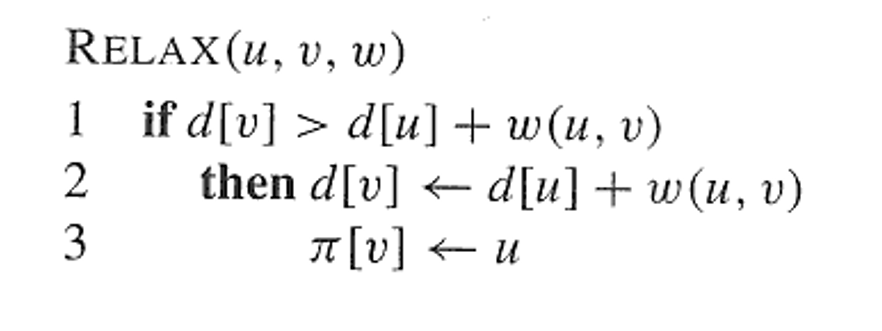 RELAX(u, v, w)
1 if d[v] > d[u] + w(u, v)
2 then d[v] ← d[u] + w(u, v)
3 π[v] ← u